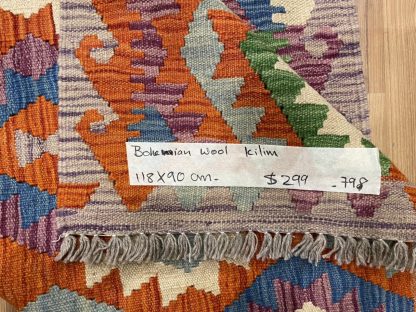 Bohemian Wool Kilim
118X90 cm- $299 -798